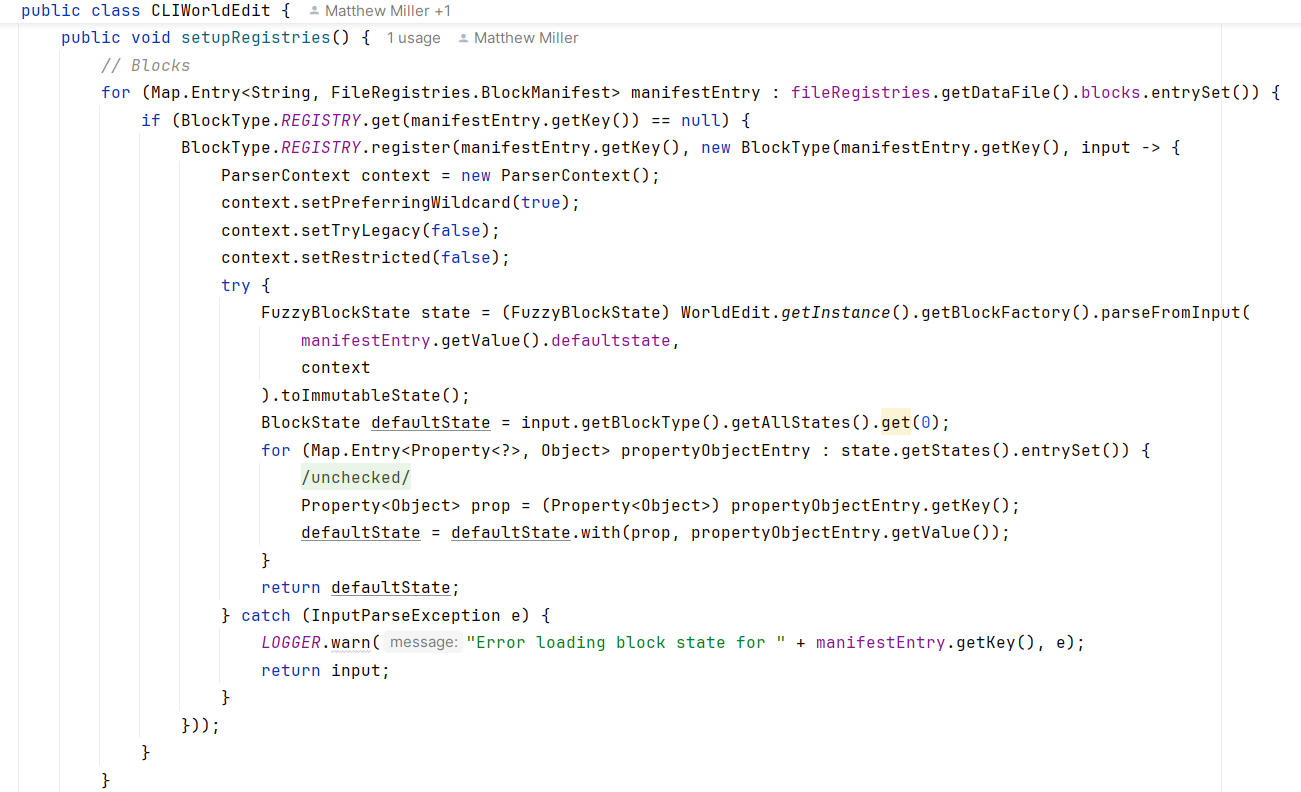 public class CLIWorldEdit { Matthew Miller +1
public void setupRegistries() { 1 usage Matthew Miller
// Blocks
for (Map.Entry<String, FileRegistries.BlockManifest> manifestEntry : fileRegistries.getDataFile().blocks.entrySet()) {
if (BlockType.REGISTRY.get(manifestEntry.getKey()) == null) {
BlockType.REGISTRY.register(manifestEntry.getKey(), new BlockType(manifestEntry.getKey(), input -> {
ParserContext context = new ParserContext();
context.setPreferringWildcard(true);
context.setTryLegacy(false);
context.setRestricted(false);
try {
FuzzyBlockState state = (FuzzyBlockState) WorldEdit.getInstance().getBlockFactory().parseFromInput(
manifestEntry.getValue().defaultstate,
context
).toImmutableState();
BlockState defaultState = input.getBlockType().getAllStates().get(0);
for (Map.Entry<Property<?>, Object> propertyObjectEntry : state.getStates().entrySet()) {
/unchecked/
Property<Object> prop = (Property<Object>) propertyObjectEntry.getKey();
defaultState = defaultState.with(prop, propertyObjectEntry.getValue());
}
return defaultState;
} catch (InputParseException e) {
LOGGER.warn( message: "Error loading block state for " + manifestEntry.getKey(), e);
return input;
}
}));
}
}